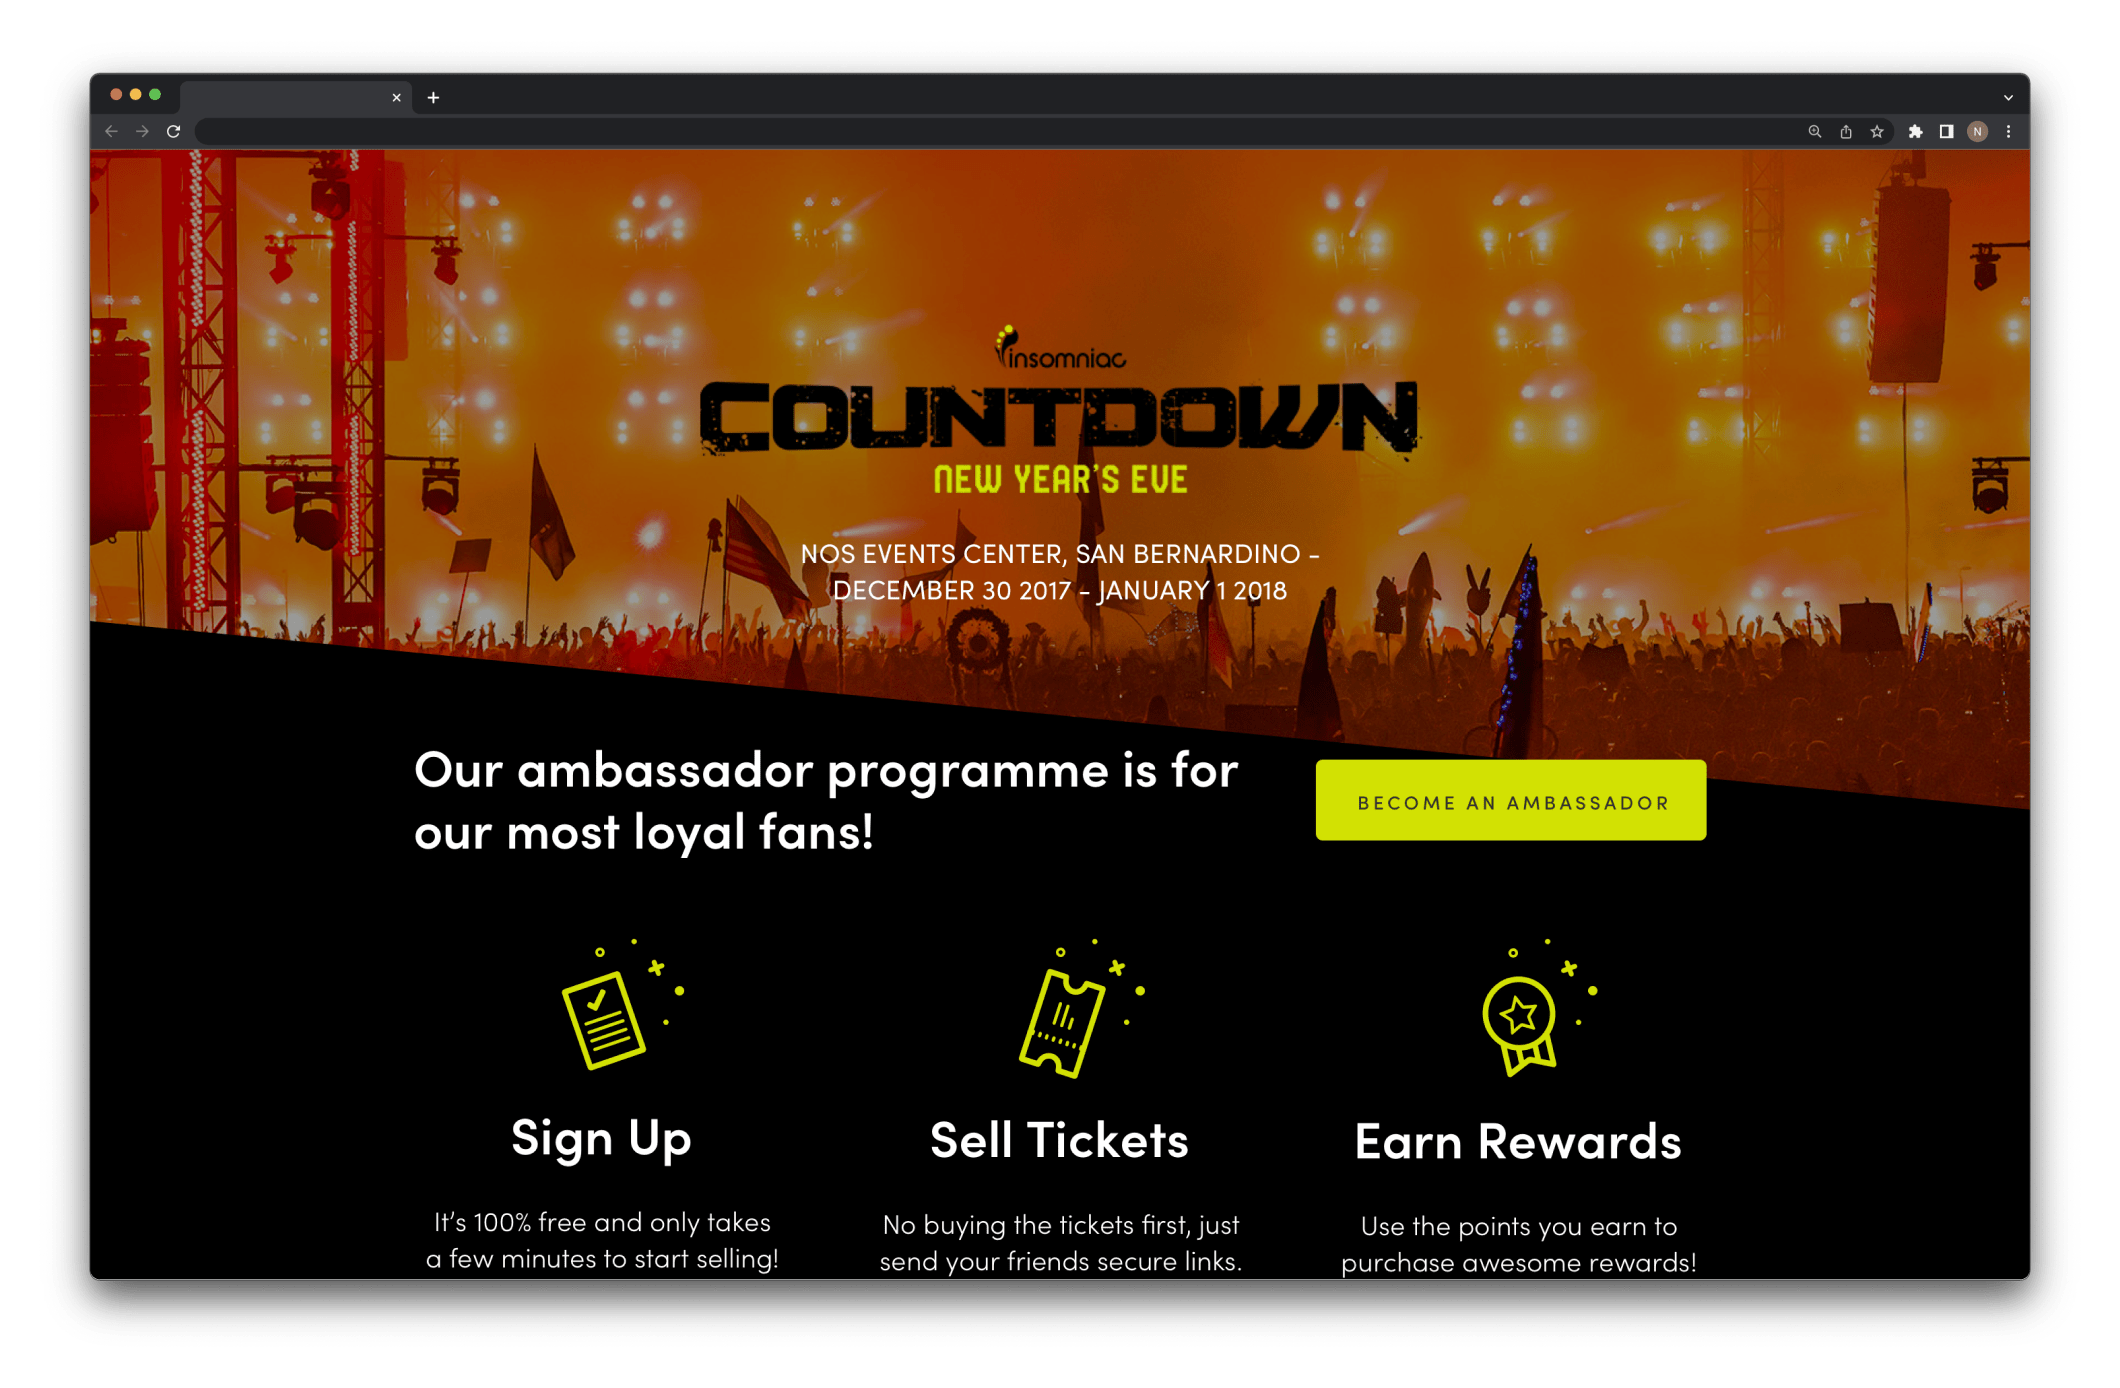 N
insomniac
COUNTDOWN
NEW YEAR'S EVE
NOS EVENTS CENTER, SAN BERNARDINO -
DECEMBER 30 2017 - JANUARY 1 2018
Our ambassador programme is for
our most loyal fans!
BECOME AN AMBASSADOR
Sign Up
It's 100% free and only takes
a few minutes to start selling!
Sell Tickets
No buying the tickets first, just
send your friends secure links.
Earn Rewards
Use the points you earn to
purchase awesome rewards!